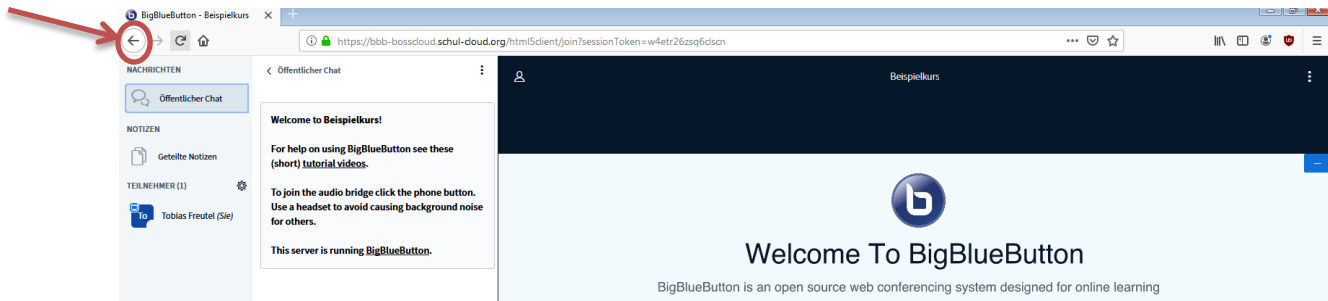 BigBlueButton - Beispielkurs
https://bbb-bosscloud.schul-cloud.org/html5client/join?sessionToken=w4etr26zsq6clscn
NACHRICHTEN
Öffentlicher Chat
NOTIZEN
Geteilte Notizen
TEILNEHMER (1)
To
Tobias Freutel (Sie)
Öffentlicher Chat
Welcome to Beispielkurs!
For help on using BigBlueButton see these
(short) tutorial videos.
To join the audio bridge click the phone button.
Use a headset to avoid causing background noise
for others.
This server is running BigBlueButton.
Beispielkurs
b
Welcome To BigBlueButton
BigBlueButton is an open source web conferencing system designed for online learning